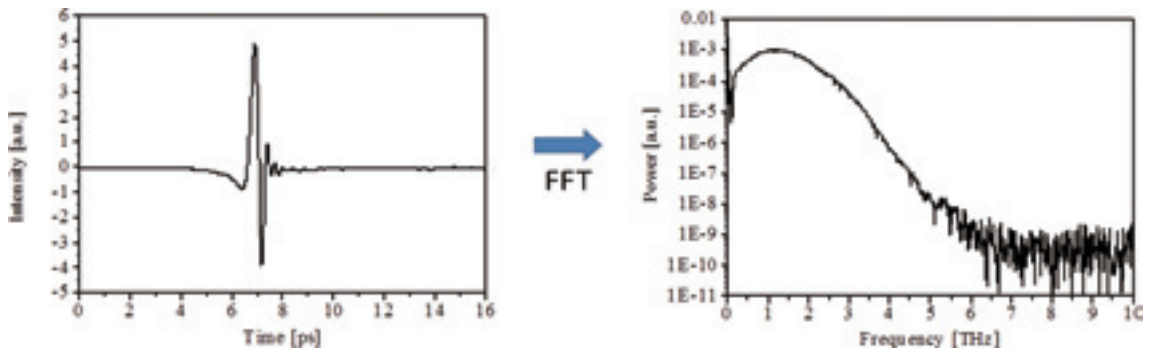 6
5
4
3
2
1
0
-1
-2
-3
-4
-5
0 2 4 6 8 10 12 14 16
Intensity [a.u.]
Time [ps]
FFT
0.01
1E-3
1E-4
1E-5
1E-6
1E-7
1E-8
1E-9
1E-10
1E-11
0 1 2 3 4 5 6 7 8 9 10
Power [a.u.]
Frequency [THz]